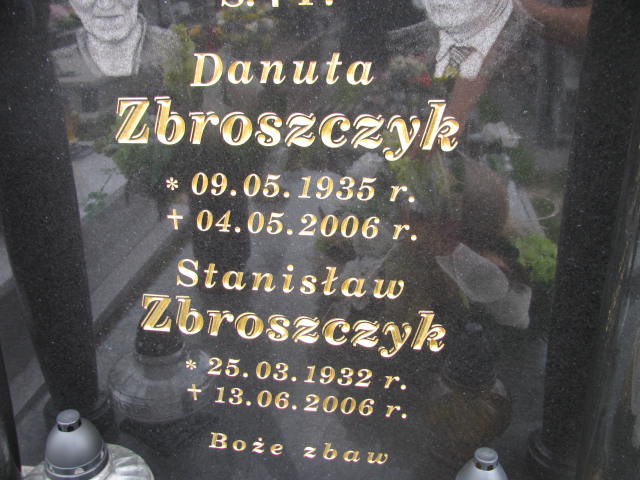 Ś. † P.
Danuta
Zbroszczyk
* 09.05.1935 r.
† 04.05.2006 r.
Stanisław
Zbroszczyk
* 25.03.1932 r.
† 13.06.2006 r.
Boże zbaw